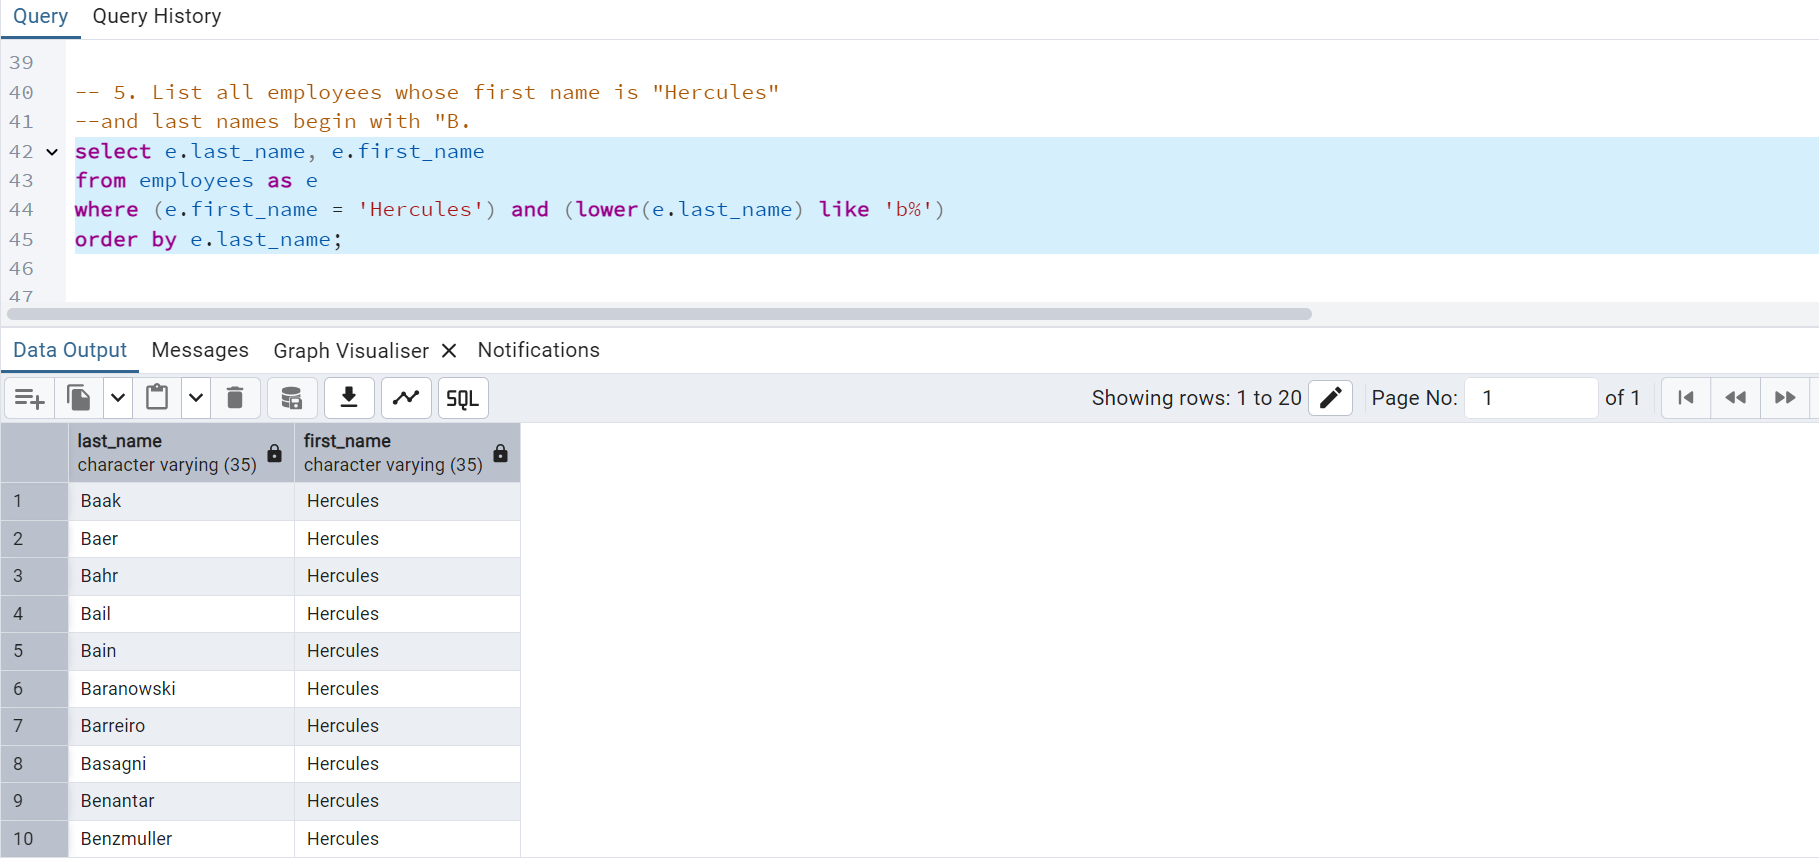 Query Query History
39
40 -- 5. List all employees whose first name is "Hercules"
41 --and last names begin with "B.
42 select e.last_name, e.first_name
43 from employees as e
44 where (e.first_name = 'Hercules') and (lower(e.last_name) like 'b%')
45 order by e.last_name;
46
47
Data Output Messages Graph Visualiser Notifications
SQL Showing rows: 1 to 20 Page No: 1 of 1
last_name first_name
character varying (35) character varying (35)
1 Baak Hercules
2 Baer Hercules
3 Bahr Hercules
4 Bail Hercules
5 Bain Hercules
6 Baranowski Hercules
7 Barreiro Hercules
8 Basagni Hercules
9 Benantar Hercules
10 Benzmuller Hercules